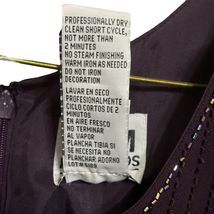 PROFESSIONALLY DRY
CLEAN SHORT CYCLE,
NOT MORE THAN
2 MINUTES
NO STEAM FINISHING
WARM IRON AS NEEDED
DO NOT IRON
DECORATION
LAVAR EN SECO
PROFESIONALMENTE
CICLO CORTOS DE 2
MINUTOS
EN AIRE FRESCO
NO TERMINAR
AL VAPOR
PLANCHA TIBIA SI
SE NECESITA NO
PLANCHAR ADORNO